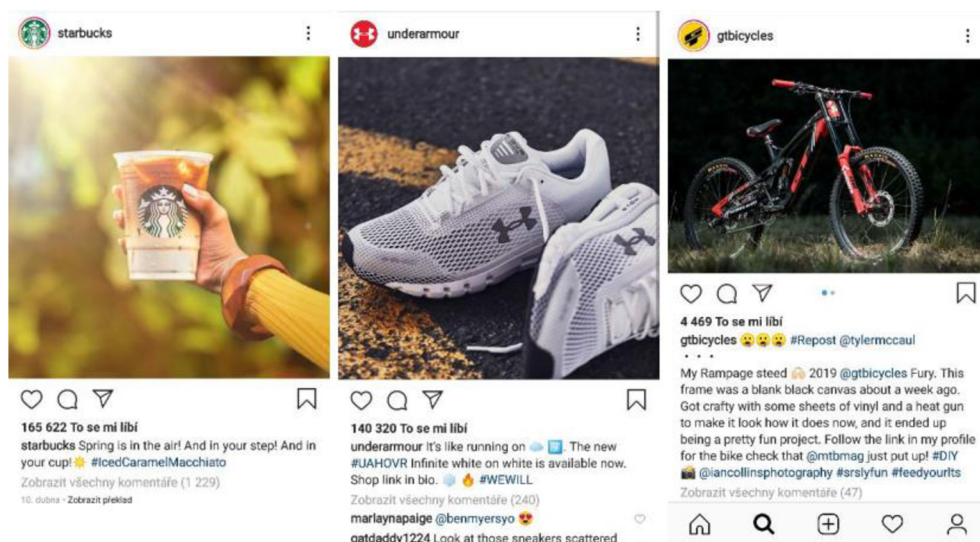 starbucks
165 622 To se mi líbí
starbucks Spring is in the air! And in your step! And in
your cup!☀️ #IcedCaramelMacchiato
Zobrazit všechny komentáře (1 229)
10. dubna • Zobrazit překlad
underarmour
140 320 To se mi líbí
underarmour It's like running on ☁️ . The new
#UAHOVR Infinite white on white is available now.
Shop link in bio. 🔥 #WEWILL
Zobrazit všechny komentáře (240)
marlaynapaige @benmyersyo 😍
gatdaddy1224 Look at those sneakers scattered
gtbicycles
4 469 To se mi líbí
gtbicycles 😮😮😮 #Repost @tylermccaul
• • •
My Rampage steed 🙌🏻 2019 @gtbicycles Fury. This
frame was a blank black canvas about a week ago.
Got crafty with some sheets of vinyl and a heat gun
to make it look how it does now, and it ended up
being a pretty fun project. Follow the link in my profile
for the bike check that @mtbmag just put up! #DIY
📸 @iancollinsphotography #srslyfun #feedyourIts
Zobrazit všechny komentáře (47)